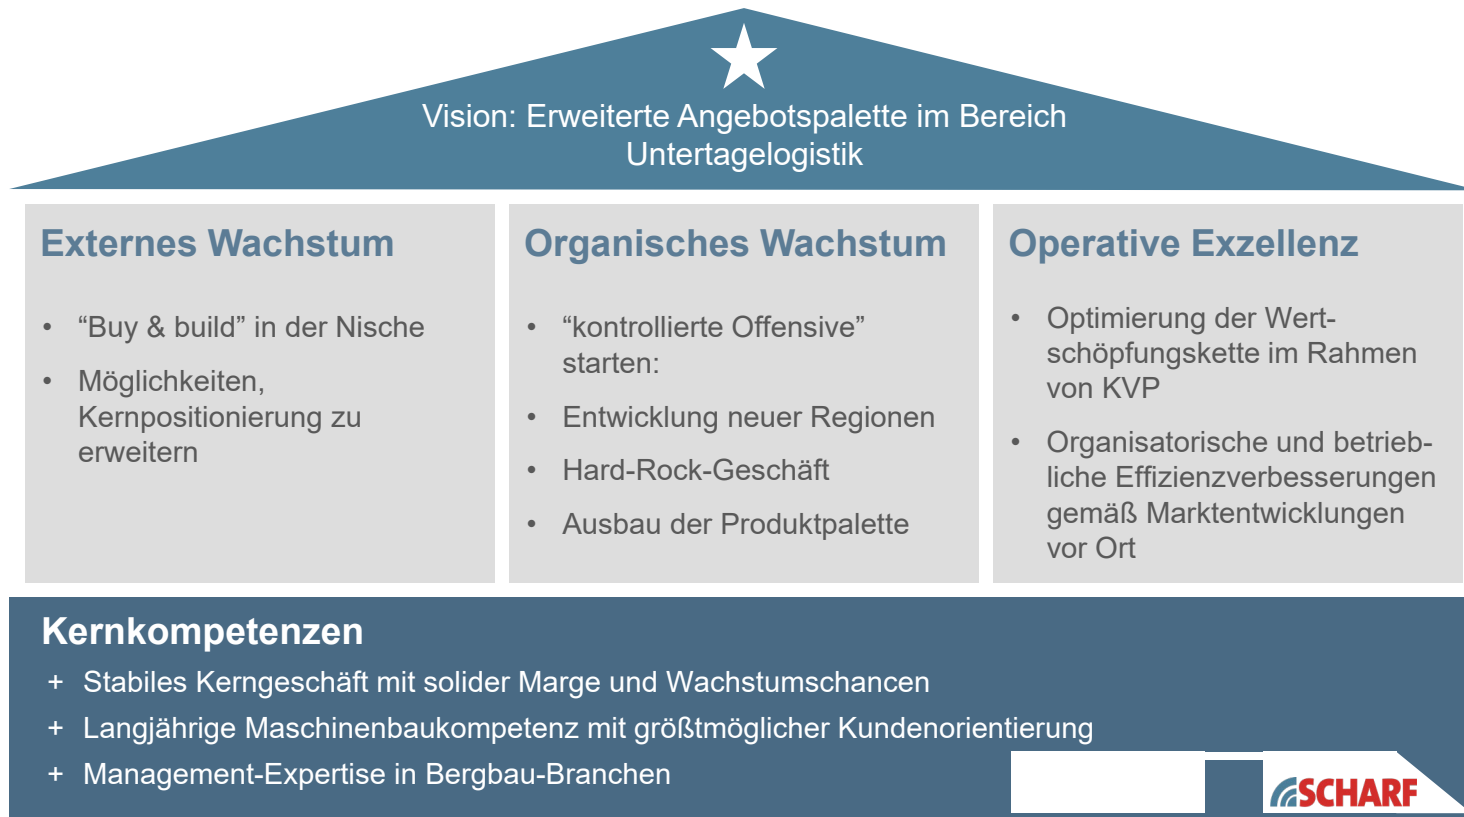 Vision: Erweiterte Angebotspalette im Bereich
Untertagelogistik
Externes Wachstum
• “Buy & build” in der Nische
• Möglichkeiten,
Kernpositionierung zu
erweitern
Organisches Wachstum
• “kontrollierte Offensive”
starten:
• Entwicklung neuer Regionen
• Hard-Rock-Geschäft
• Ausbau der Produktpalette
Operative Exzellenz
• Optimierung der Wert-
schöpfungskette im Rahmen
von KVP
• Organisatorische und betrieb-
liche Effizienzverbesserungen
gemäß Marktentwicklungen
vor Ort
Kernkompetenzen
+ Stabiles Kerngeschäft mit solider Marge und Wachstumschancen
+ Langjährige Maschinenbaukompetenz mit größtmöglicher Kundenorientierung
+ Management-Expertise in Bergbau-Branchen
SCHARF